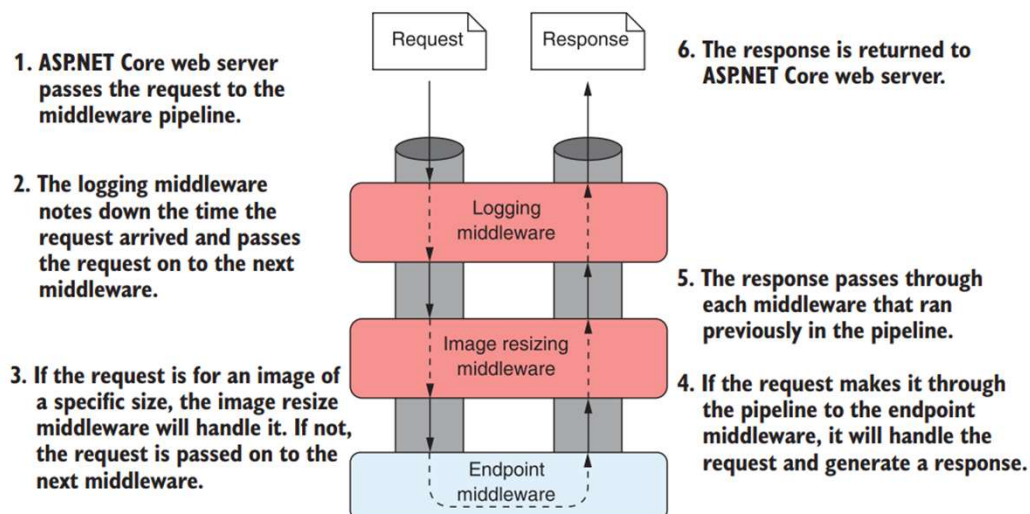 Request
Response
1. ASP.NET Core web server
passes the request to the
middleware pipeline.
2. The logging middleware
notes down the time the
request arrived and passes
the request on to the next
middleware.
3. If the request is for an image of
a specific size, the image resize
middleware will handle it. If not,
the request is passed on to the
next middleware.
Logging
middleware
Image resizing
middleware
Endpoint
middleware
6. The response is returned to
ASP.NET Core web server.
5. The response passes through
each middleware that ran
previously in the pipeline.
4. If the request makes it through
the pipeline to the endpoint
middleware, it will handle the
request and generate a response.